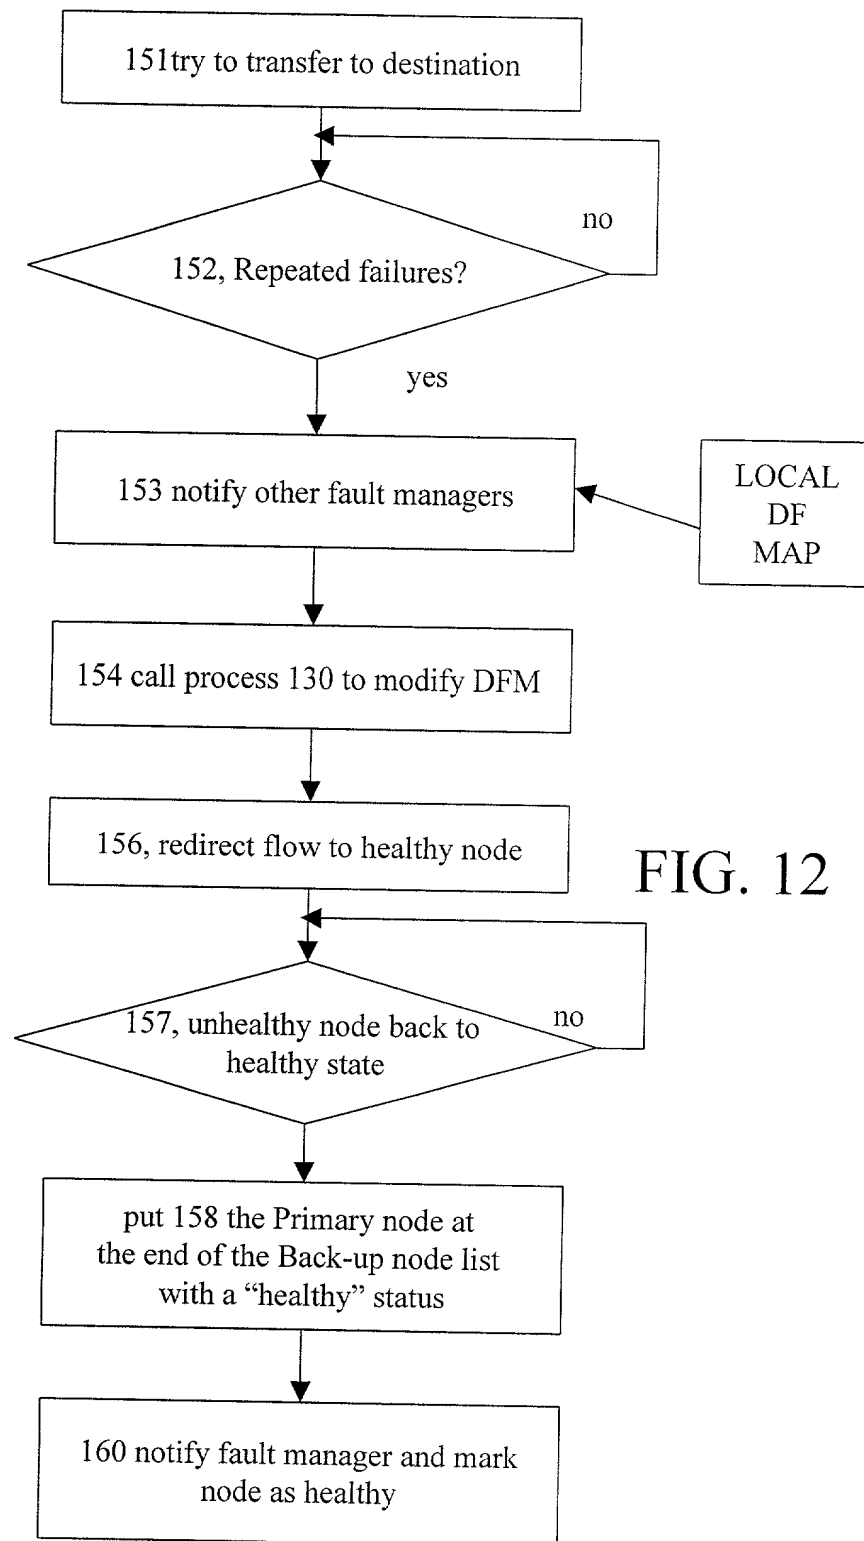 151try to transfer to destination
no
152, Repeated failures?
yes
153 notify other fault managers
LOCAL
DF
MAP
154 call process 130 to modify DFM
156, redirect flow to healthy node
FIG. 12
157, unhealthy node back to
healthy state
no
put 158 the Primary node at
the end of the Back-up node list
with a “healthy” status
160 notify fault manager and mark
node as healthy